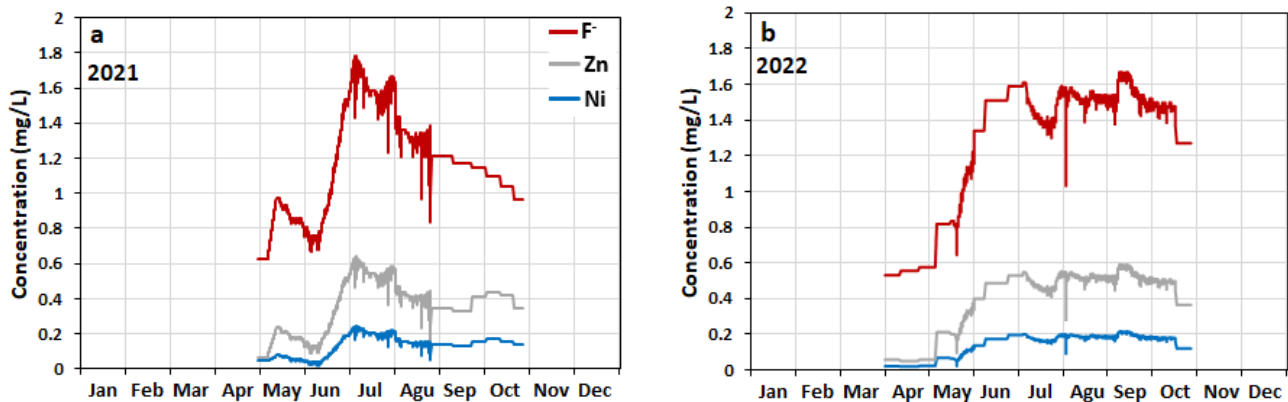 a
2021
F-
Zn
Ni
Concentration (mg/L)
2
1.8
1.6
1.4
1.2
1
0.8
0.6
0.4
0.2
0
Jan Feb Mar Apr May Jun Jul Agu Sep Oct Nov Dec
b
2022
Concentration (mg/L)
2
1.8
1.6
1.4
1.2
1
0.8
0.6
0.4
0.2
0
Jan Feb Mar Apr May Jun Jul Agu Sep Oct Nov Dec